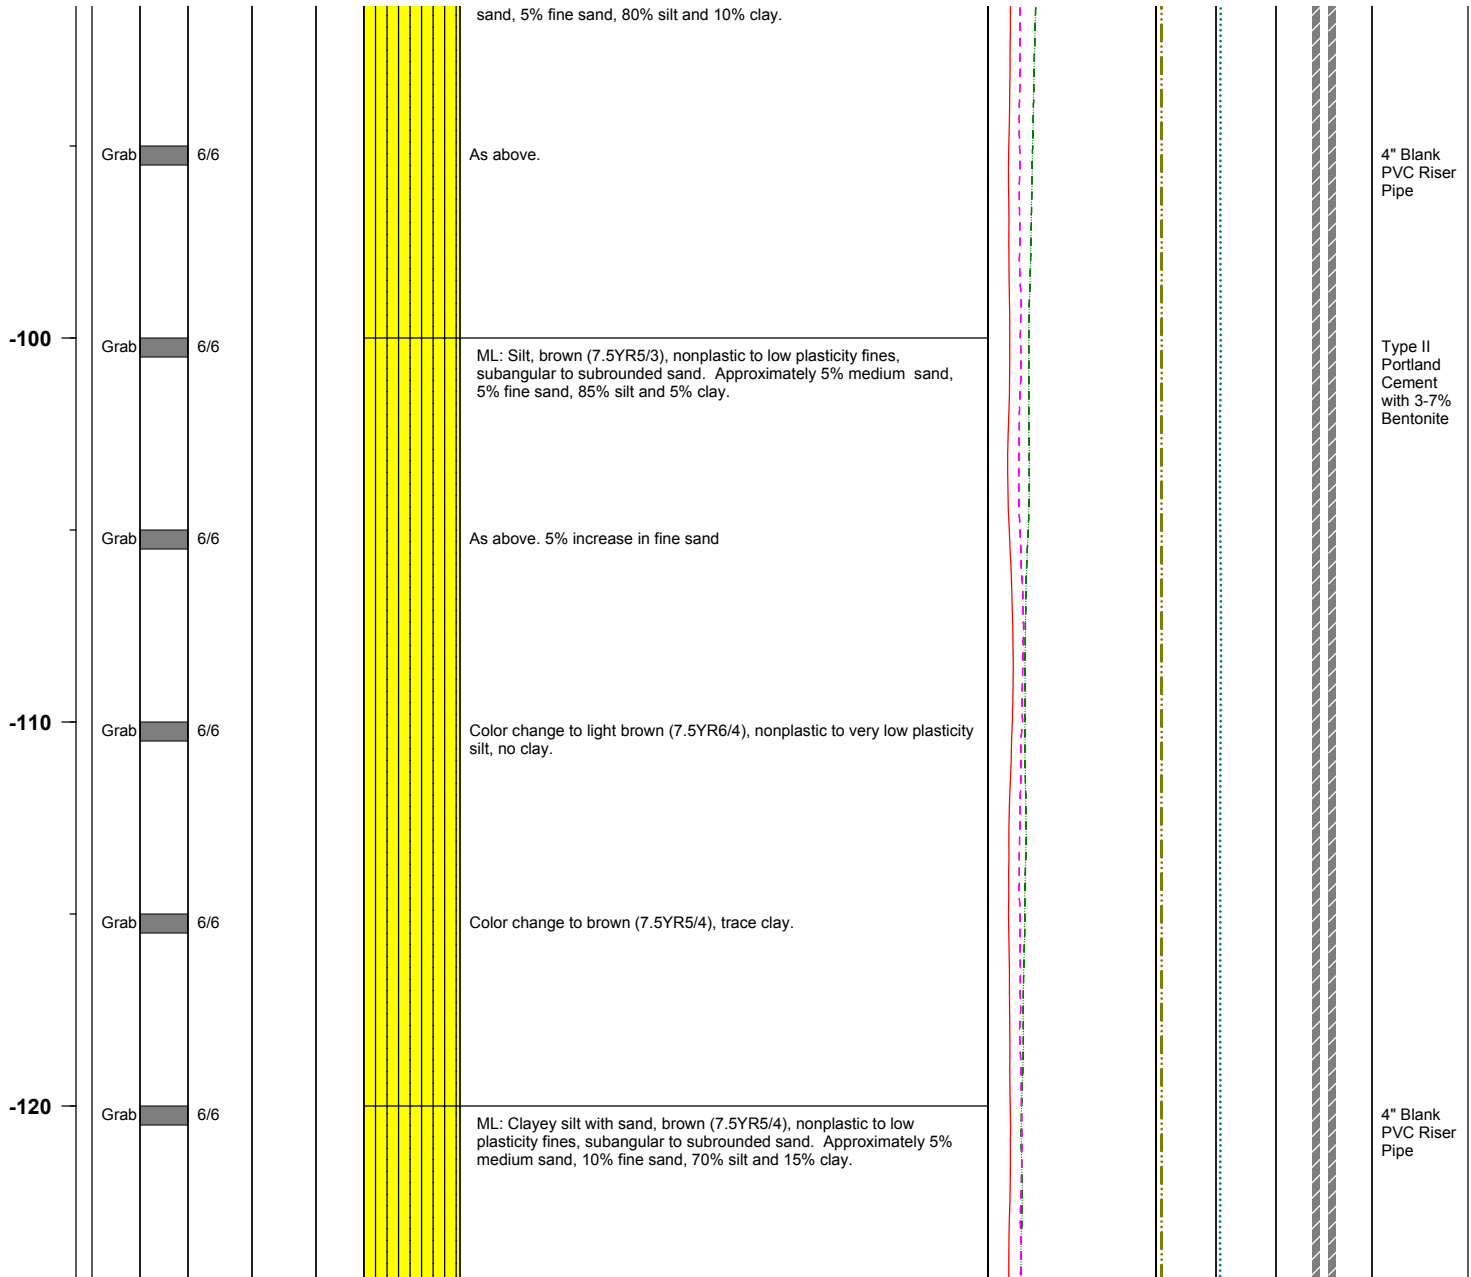 sand, 5% fine sand, 80% silt and 10% clay.
Grab 6/6 As above. 4" Blank
PVC Riser
Pipe
-100
Grab 6/6
ML: Silt, brown (7.5YR5/3), nonplastic to low plasticity fines,
subangular to subrounded sand. Approximately 5% medium sand,
5% fine sand, 85% silt and 5% clay.
Type II
Portland
Cement
with 3-7%
Bentonite
Grab 6/6 As above. 5% increase in fine sand
-110
Grab 6/6 Color change to light brown (7.5YR6/4), nonplastic to very low plasticity
silt, no clay.
Grab 6/6 Color change to brown (7.5YR5/4), trace clay.
-120
Grab 6/6
ML: Clayey silt with sand, brown (7.5YR5/4), nonplastic to low
plasticity fines, subangular to subrounded sand. Approximately 5%
medium sand, 10% fine sand, 70% silt and 15% clay.
4" Blank
PVC Riser
Pipe